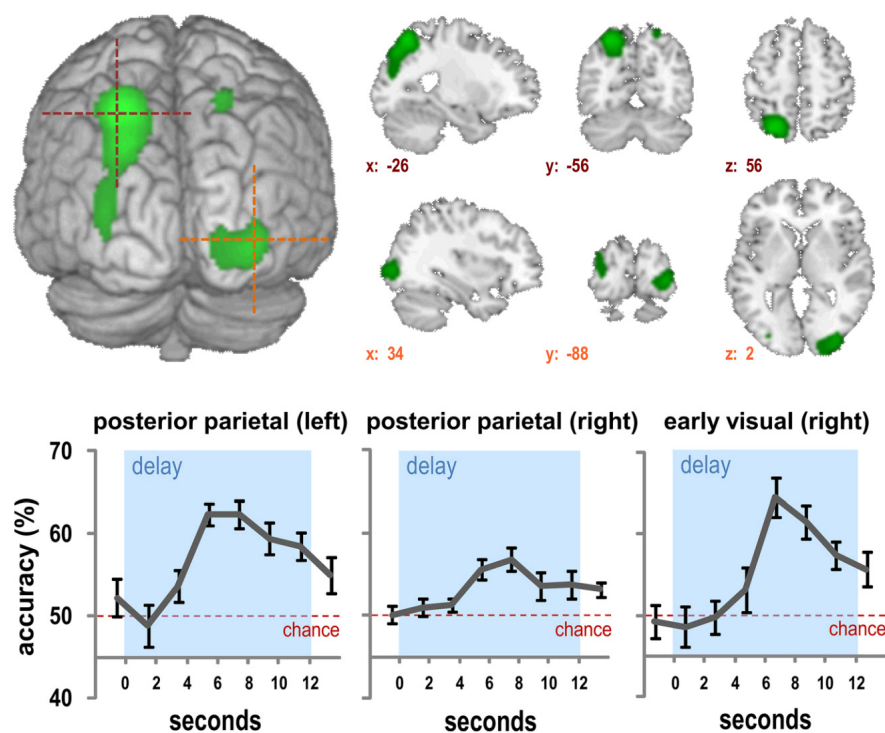 x: -26
y: -56
z: 56
x: 34
y: -88
z: 2
posterior parietal (left)
posterior parietal (right)
early visual (right)
accuracy (%)
70
60
50
40
delay
delay
delay
chance
chance
chance
0 2 4 6 8 10 12
0 2 4 6 8 10 12
0 2 4 6 8 10 12
seconds
seconds
seconds